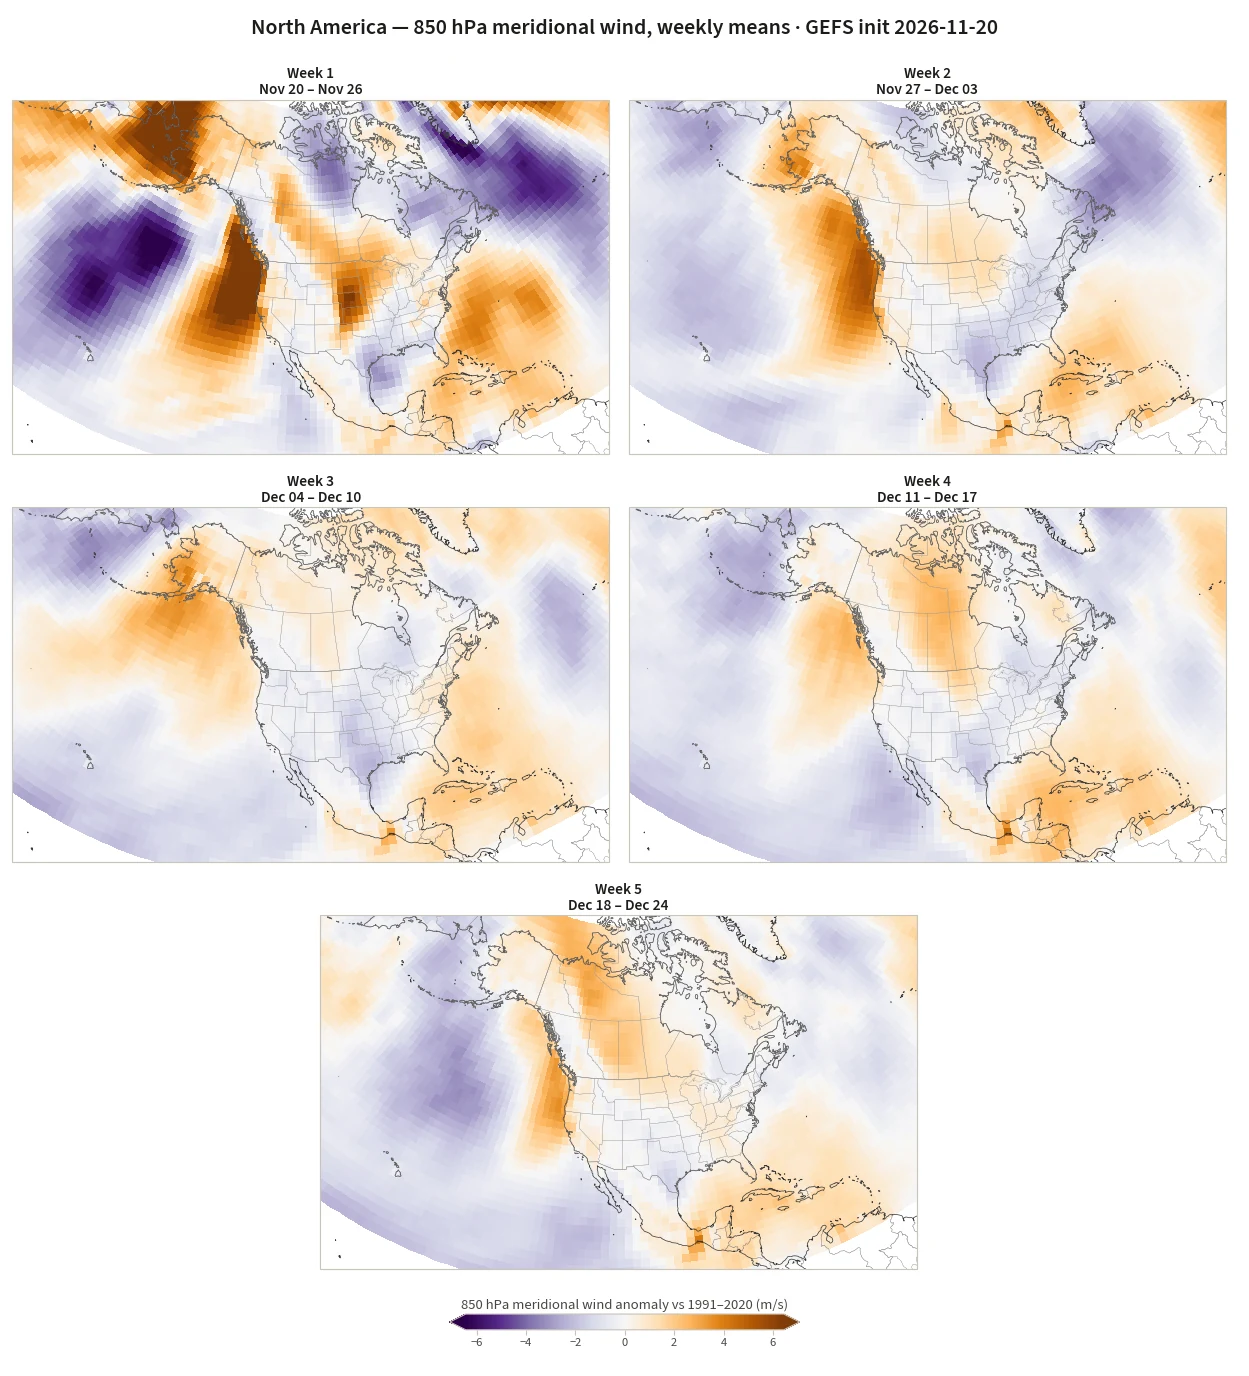 North America — 850 hPa meridional wind, weekly means · GEFS init 2026-11-20
Week 1
Nov 20 – Nov 26
Week 2
Nov 27 – Dec 03
Week 3
Dec 04 – Dec 10
Week 4
Dec 11 – Dec 17
Week 5
Dec 18 – Dec 24
850 hPa meridional wind anomaly vs 1991–2020 (m/s)
−6 −4 −2 0 2 4 6